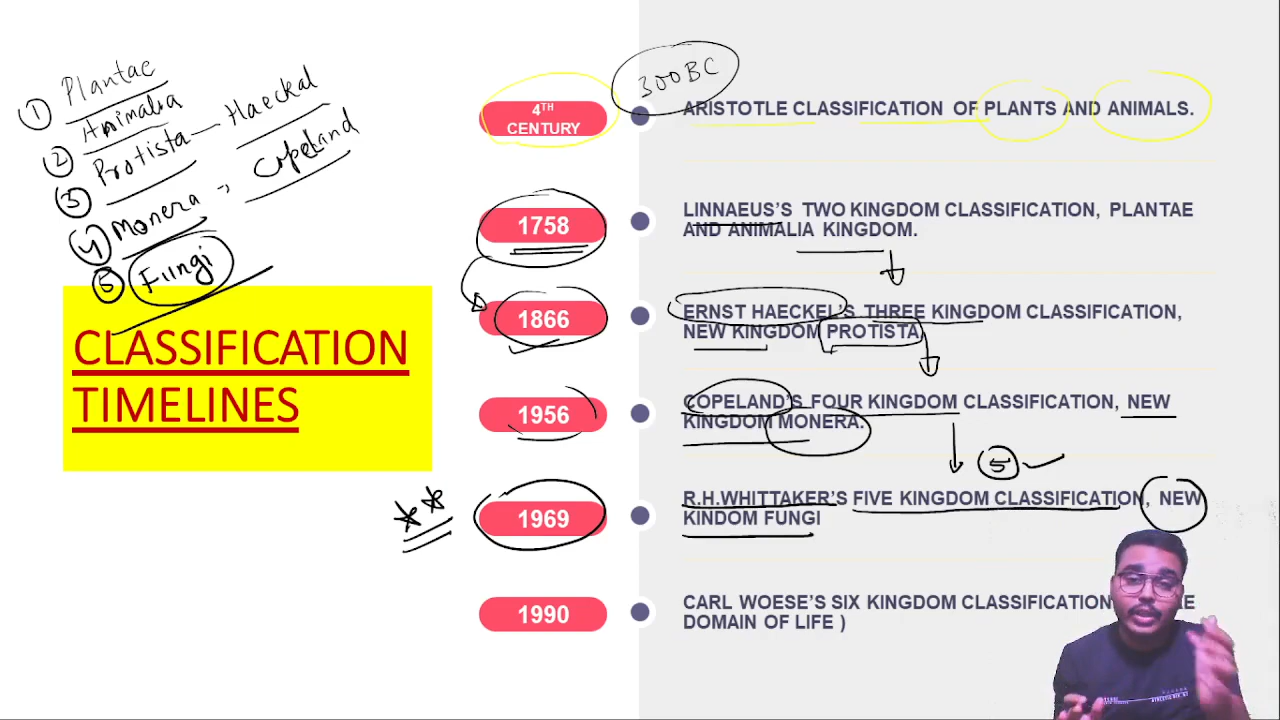 ① Plantae
② Animalia
③ Protista – Haeckal
④ Monera → Copeland
⑤ Fungi
CLASSIFICATION
TIMELINES
300BC
4TH
CENTURY
ARISTOTLE CLASSIFICATION OF PLANTS AND ANIMALS.
1758
LINNAEUS'S TWO KINGDOM CLASSIFICATION, PLANTAE
AND ANIMALIA KINGDOM.
1866
ERNST HAECKEL'S THREE KINGDOM CLASSIFICATION,
NEW KINGDOM PROTISTA
1956
COPELAND'S FOUR KINGDOM CLASSIFICATION, NEW
KINGDOM MONERA.
5
1969
R.H.WHITTAKER'S FIVE KINGDOM CLASSIFICATION, NEW
KINDOM FUNGI
1990
CARL WOESE'S SIX KINGDOM CLASSIFICATION
DOMAIN OF LIFE )